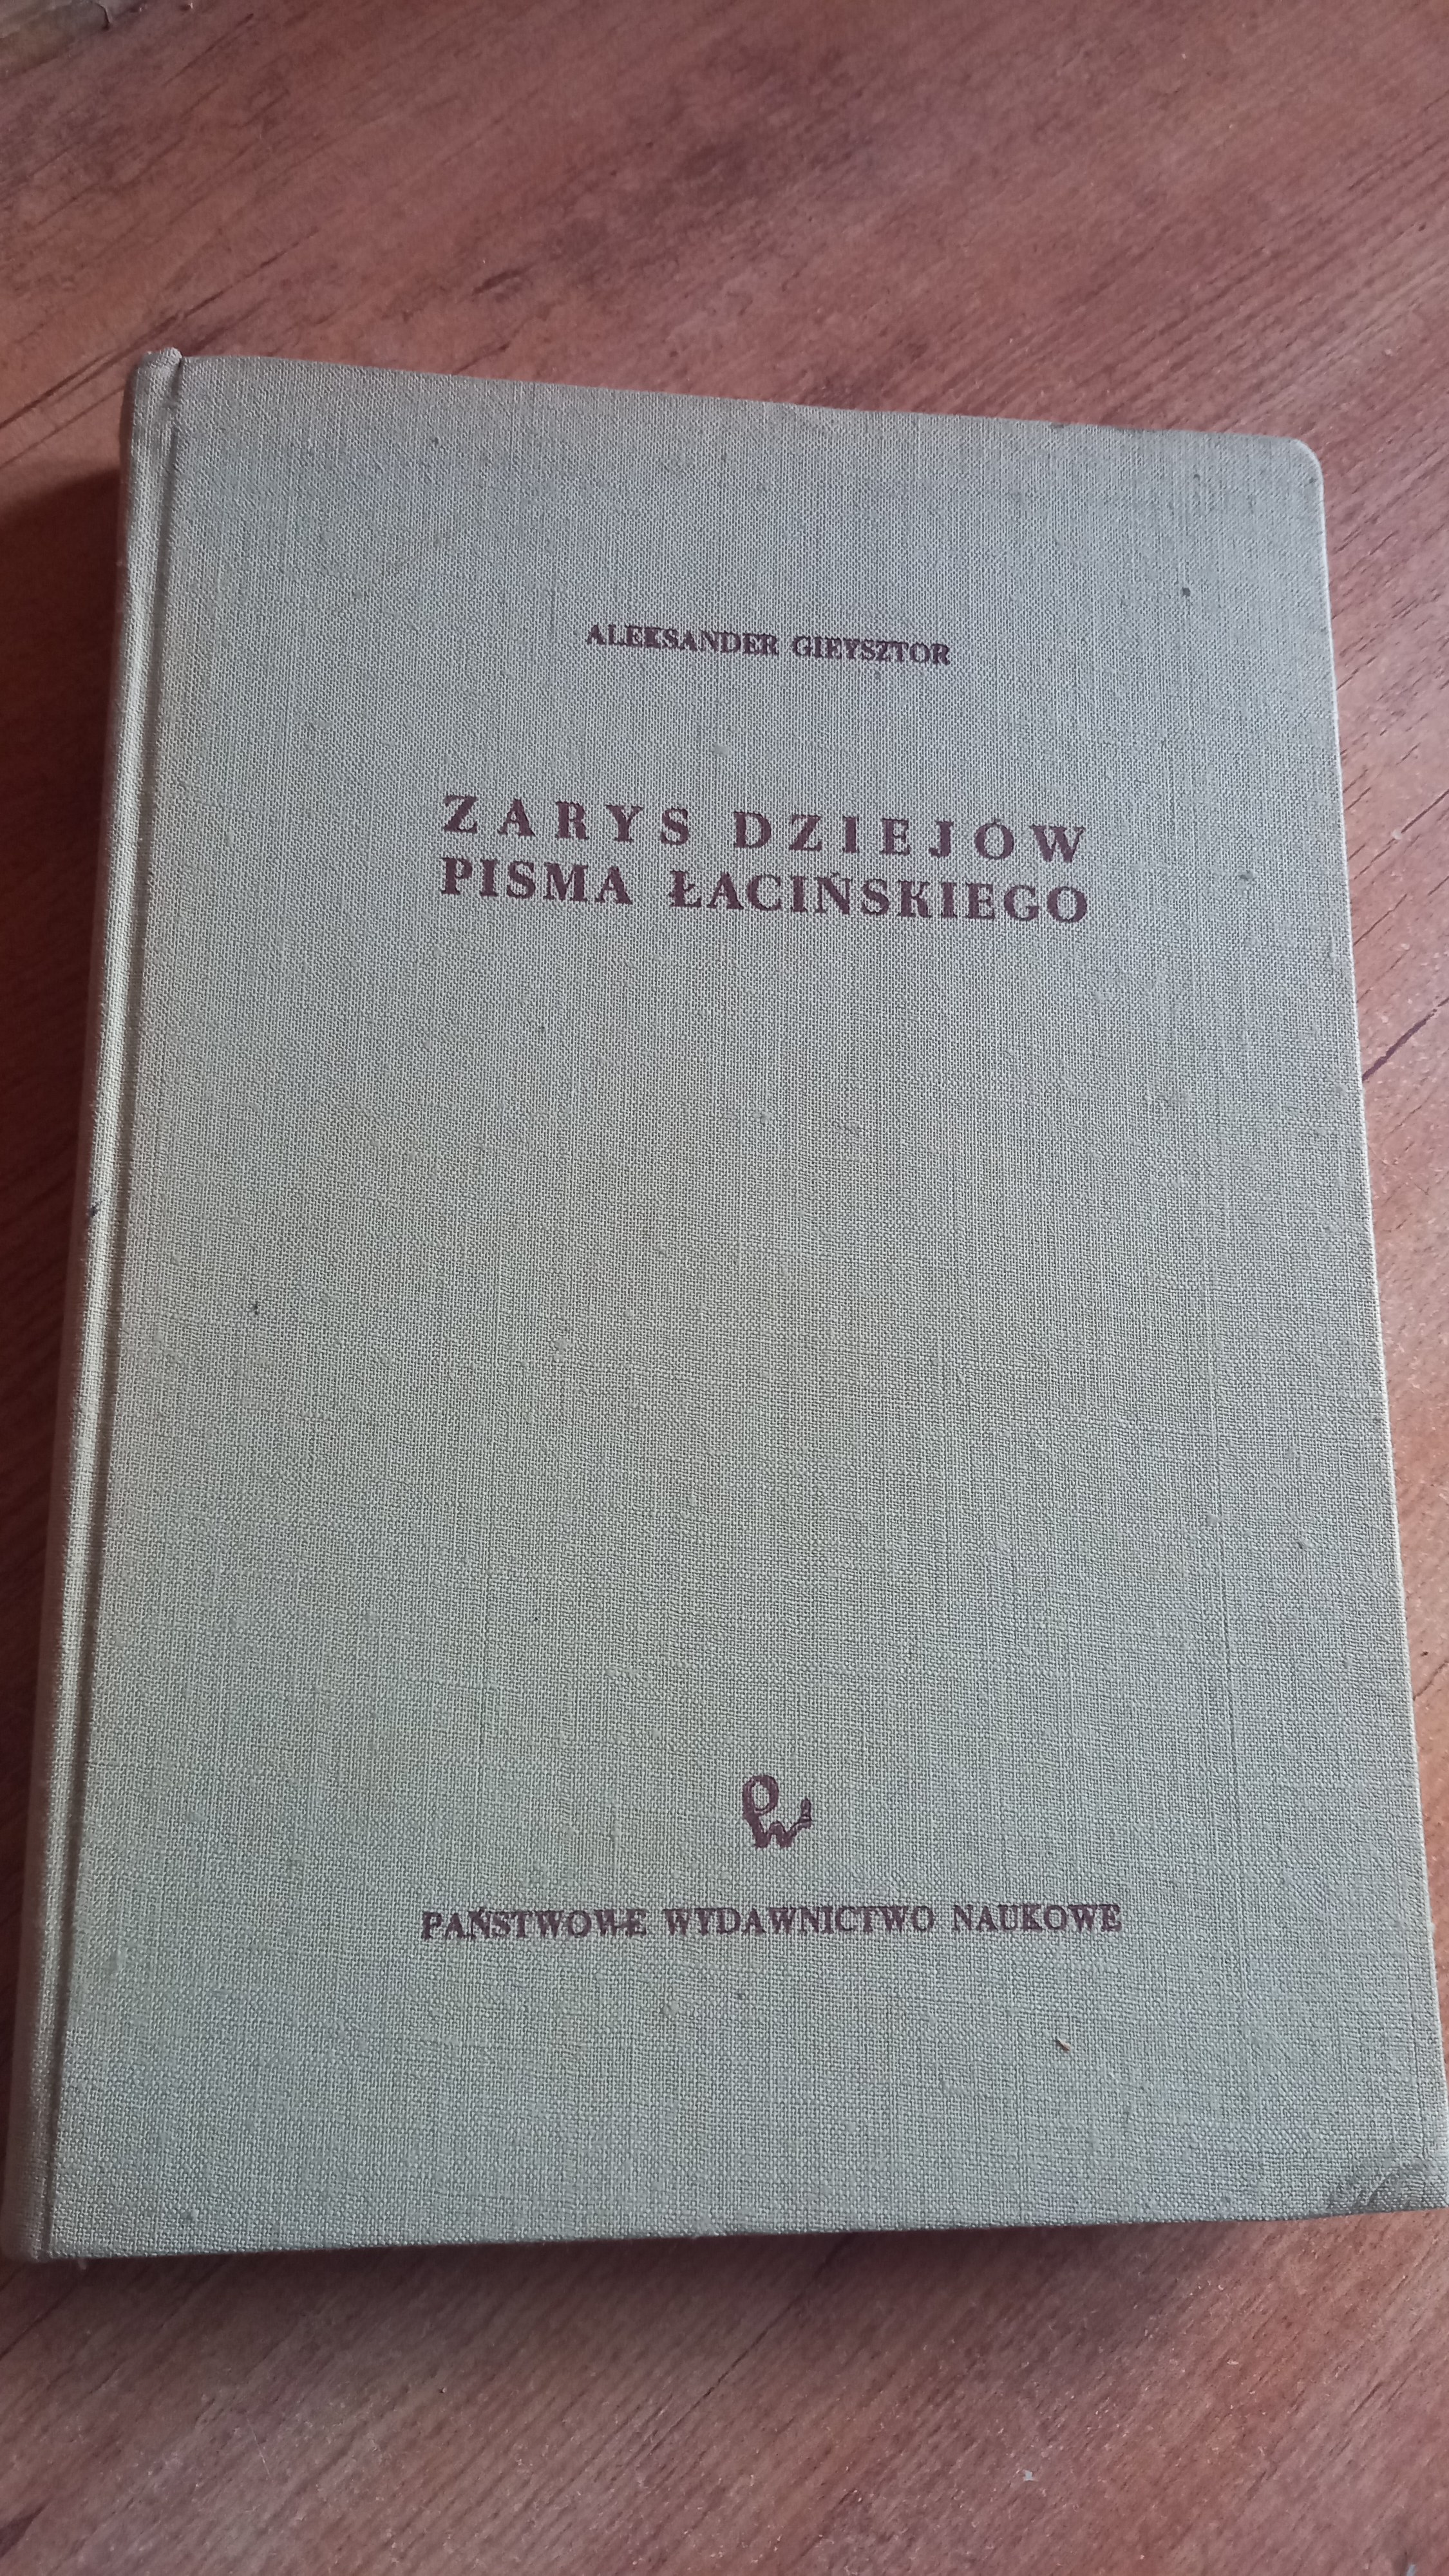 ALEKSANDER GIEYSZTOR
ZARYS DZIEJÓW
PISMA ŁACIŃSKIEGO
PAŃSTWOWE WYDAWNICTWO NAUKOWE